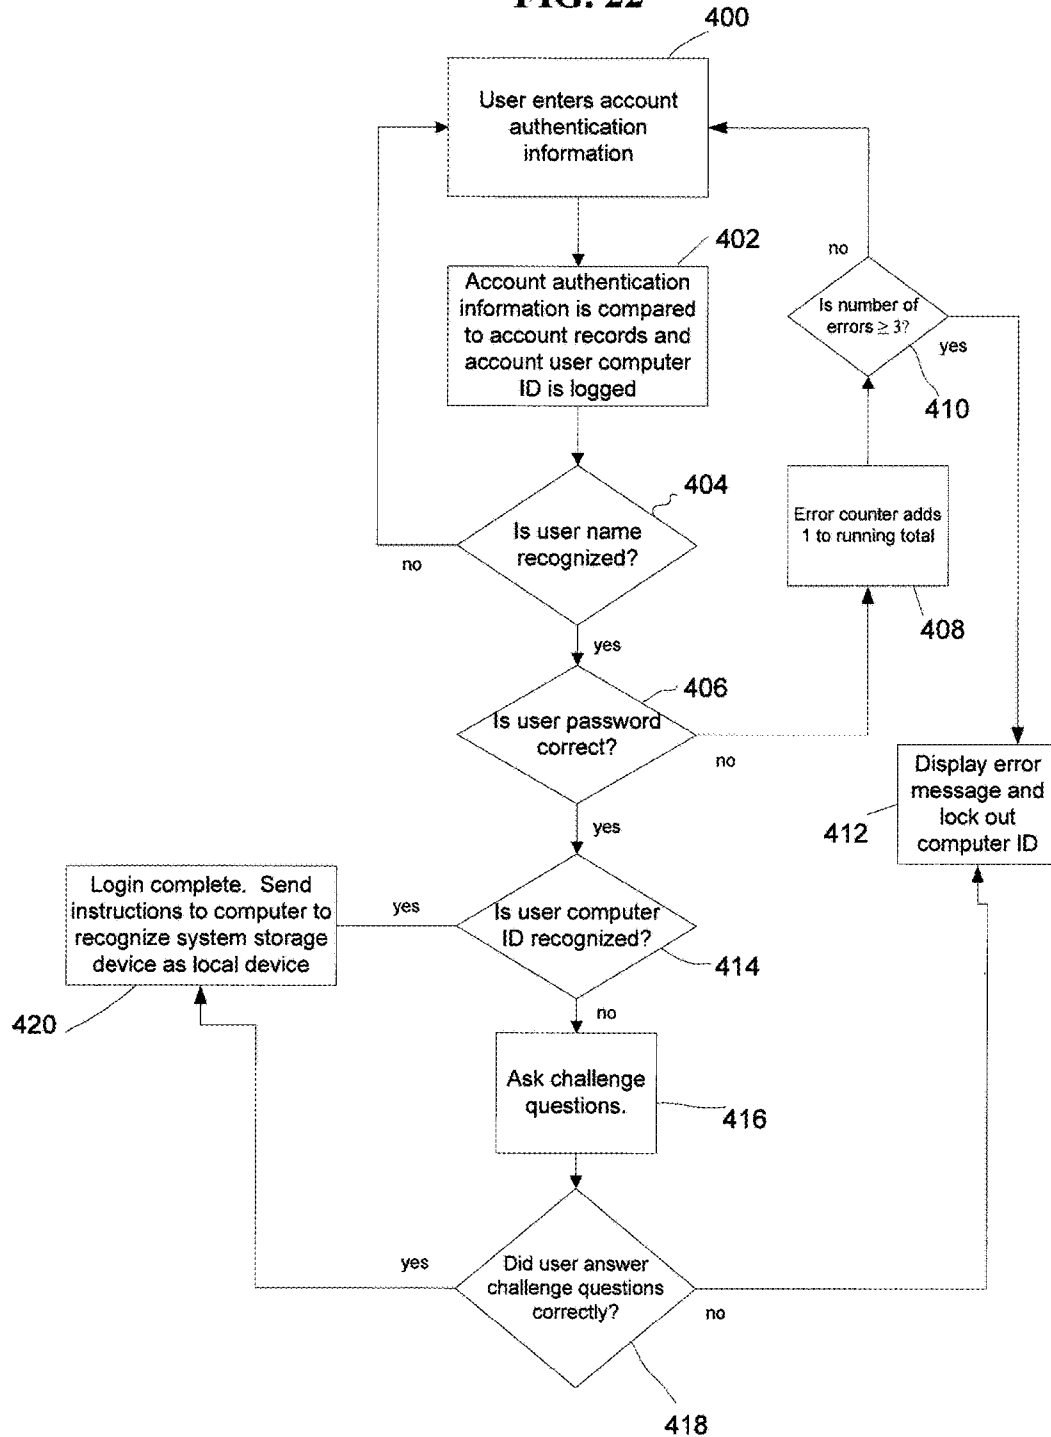 FIG. 22
400
User enters account
authentication
information
402
Account authentication
information is compared
to account records and
account user computer
ID is logged
no
Is number of
errors ≥ 3?
yes
410
404
Is user name
recognized?
no
Error counter adds
1 to running total
408
yes
406
Is user password
correct?
no
Display error
message and
lock out
computer ID
412
yes
Login complete. Send
instructions to computer to
recognize system storage
device as local device
yes
Is user computer
ID recognized?
414
420
no
Ask challenge
questions.
416
yes
Did user answer
challenge questions
correctly?
no
418